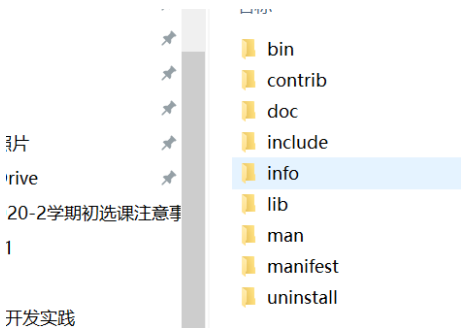 bin
contrib
doc
include
info
lib
man
manifest
uninstall
照片
rive
20-2学期初选课注意事
1
开发实践